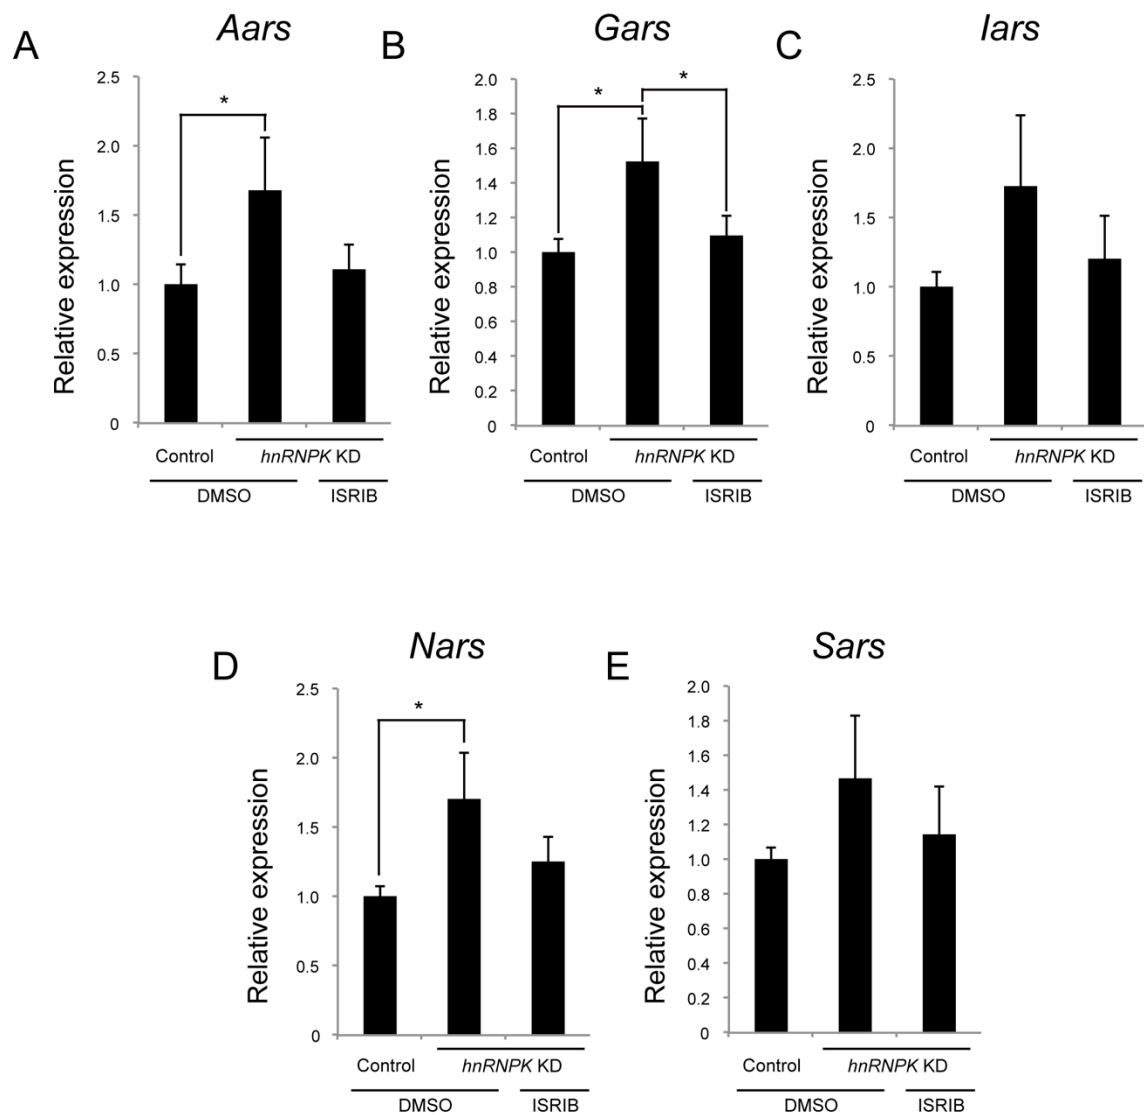 A
Aars
Relative expression
2.5
2.0
1.5
1.0
0.5
0
*
Control
hnRNPK KD
DMSO
ISRIB
B
Gars
Relative expression
2.0
1.8
1.6
1.4
1.2
1.0
0.8
0.6
0.4
0.2
0
*
*
Control
hnRNPK KD
DMSO
ISRIB
C
Iars
Relative expression
2.5
2.0
1.5
1.0
0.5
0
Control
hnRNPK KD
DMSO
ISRIB
D
Nars
Relative expression
2.5
2.0
1.5
1.0
0.5
0
*
Control
hnRNPK KD
DMSO
ISRIB
E
Sars
Relative expression
2.0
1.8
1.6
1.4
1.2
1.0
0.8
0.6
0.4
0.2
0
Control
hnRNPK KD
DMSO
ISRIB